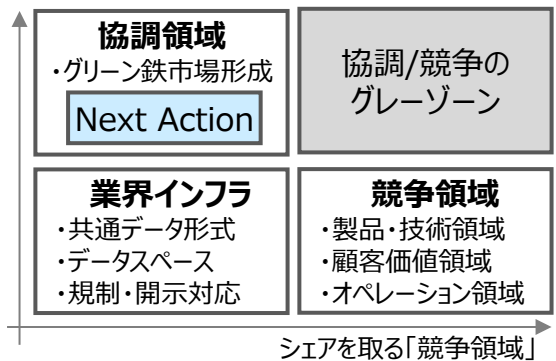 協調領域
・グリーン鉄市場形成
Next Action
協調/競争の
グレーゾーン
業界インフラ
・共通データ形式
・データスペース
・規制・開示対応
競争領域
・製品・技術領域
・顧客価値領域
・オペレーション領域
シェアを取る「競争領域」